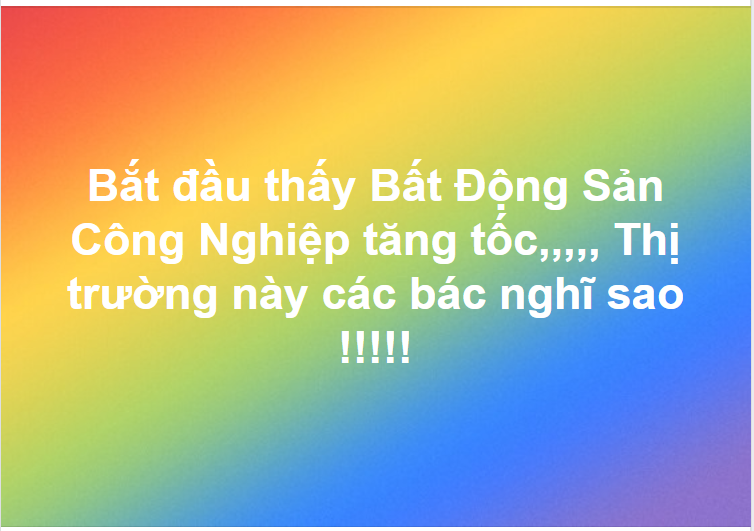 Bắt đầu thấy Bất Động Sản
Công Nghiệp tăng tốc,,,,, Thị
trường này các bác nghĩ sao
!!!!!